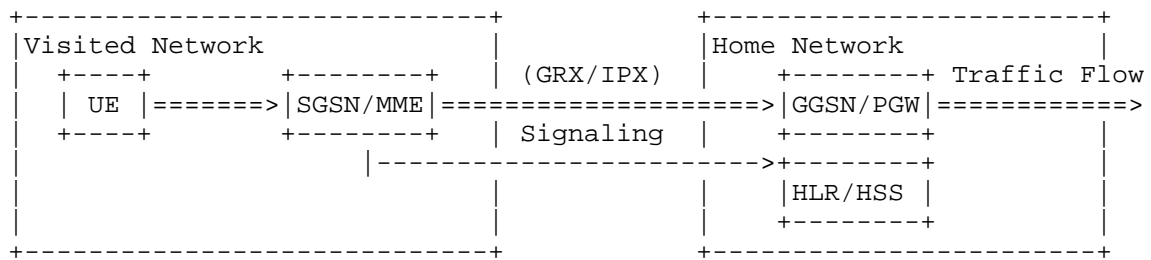 Visited Network Home Network
(GRX/IPX) Traffic Flow
UE SGSN/MME GGSN/PGW
Signaling
HLR/HSS